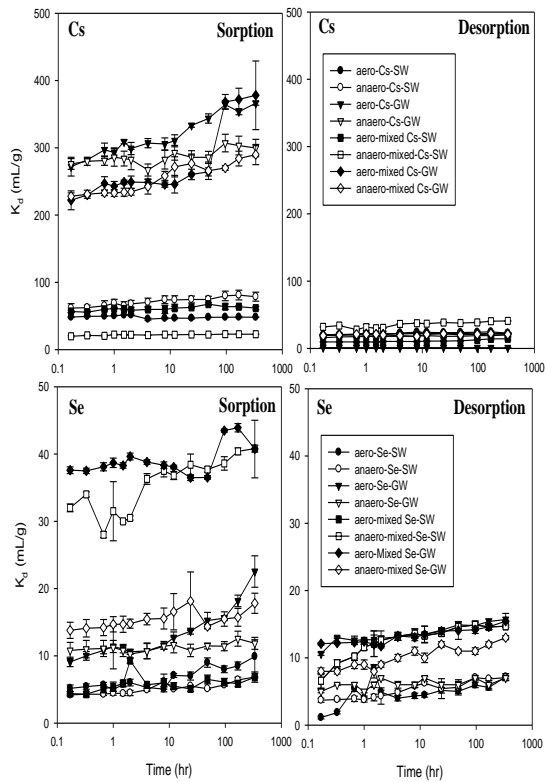 Cs
Sorption
500
400
300
200
100
0
K_d (mL/g)
0.1
1
10
100
1000
Cs
Desorption
500
400
300
200
100
0
aero-Cs-SW
anaero-Cs-SW
aero-Cs-GW
anaero-Cs-GW
aero-mixed Cs-SW
anaero-mixed-Cs-SW
aero-mixed Cs-GW
anaero-mixed Cs-GW
0.1
1
10
100
1000
Se
Sorption
50
40
30
20
10
0
K_d (mL/g)
0.1
1
10
100
1000
Time (hr)
Se
Desorption
50
40
30
20
10
0
aero-Se-SW
anaero-Se-SW
aero-Se-GW
anaero-Se-GW
aero-mixed Se-SW
anaero-mixed-Se-SW
aero-Mixed Se-GW
anaero-mixed Se-GW
0.1
1
10
100
1000
Time (hr)